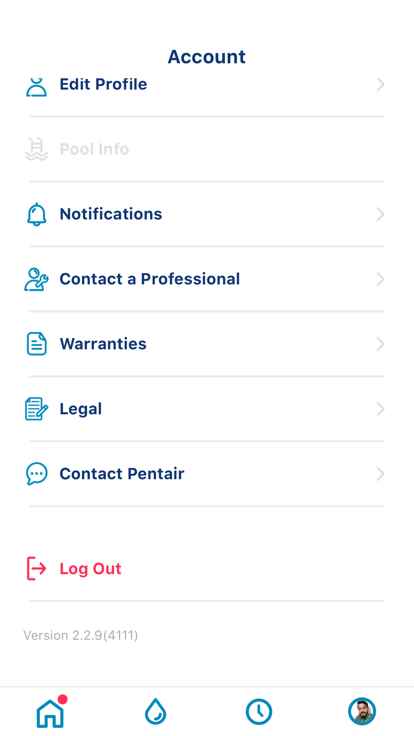 Account
Edit Profile
Pool Info
Notifications
Contact a Professional
Warranties
Legal
Contact Pentair
Log Out
Version 2.2.9(4111)